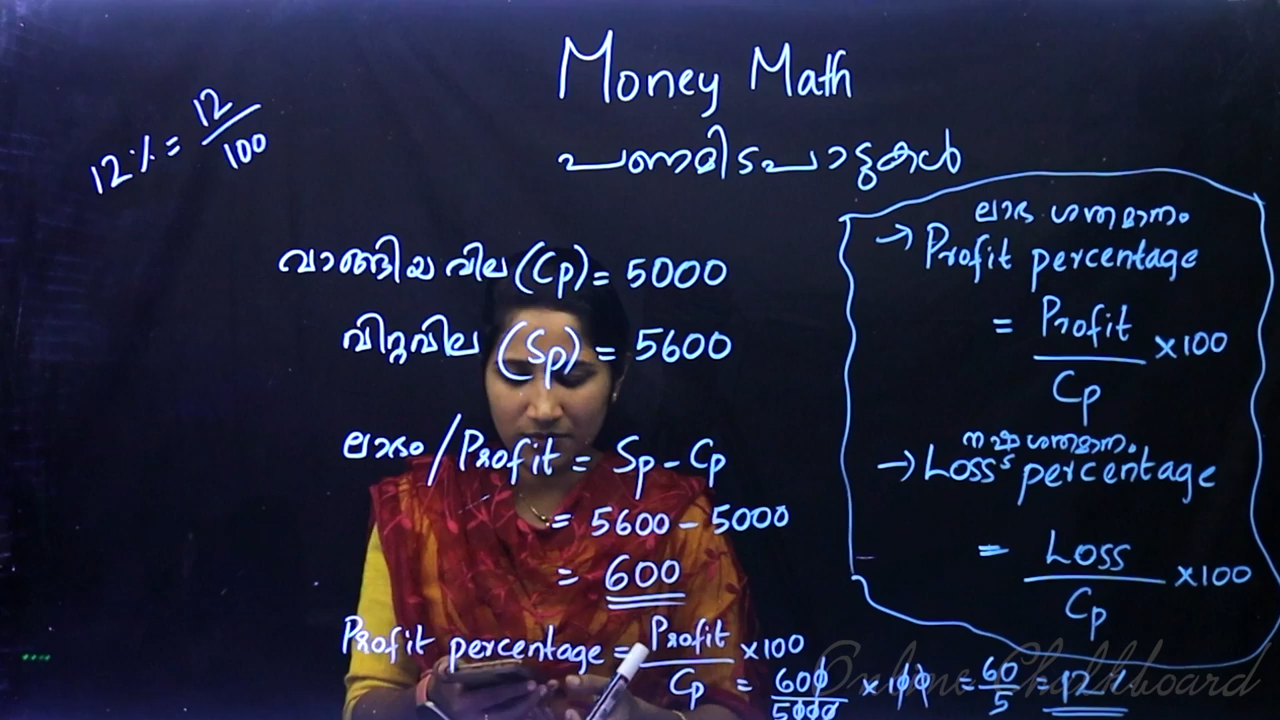 Money Math
പണമിടപാടുകൾ
12% = 12/100
വാങ്ങിയ വില (Cp) = 5000
വിറ്റവില (Sp) = 5600
ലാഭം / Profit = Sp - Cp
= 5600 - 5000
= 600
Profit percentage = Profit/Cp × 100
= 600/5000 × 100 = 60/5 = 12%
ലാഭ ശതമാനം
→ Profit percentage
= Profit/Cp × 100
നഷ്ട ശതമാനം
→ Loss percentage
= Loss/Cp × 100
Online Chalkboard